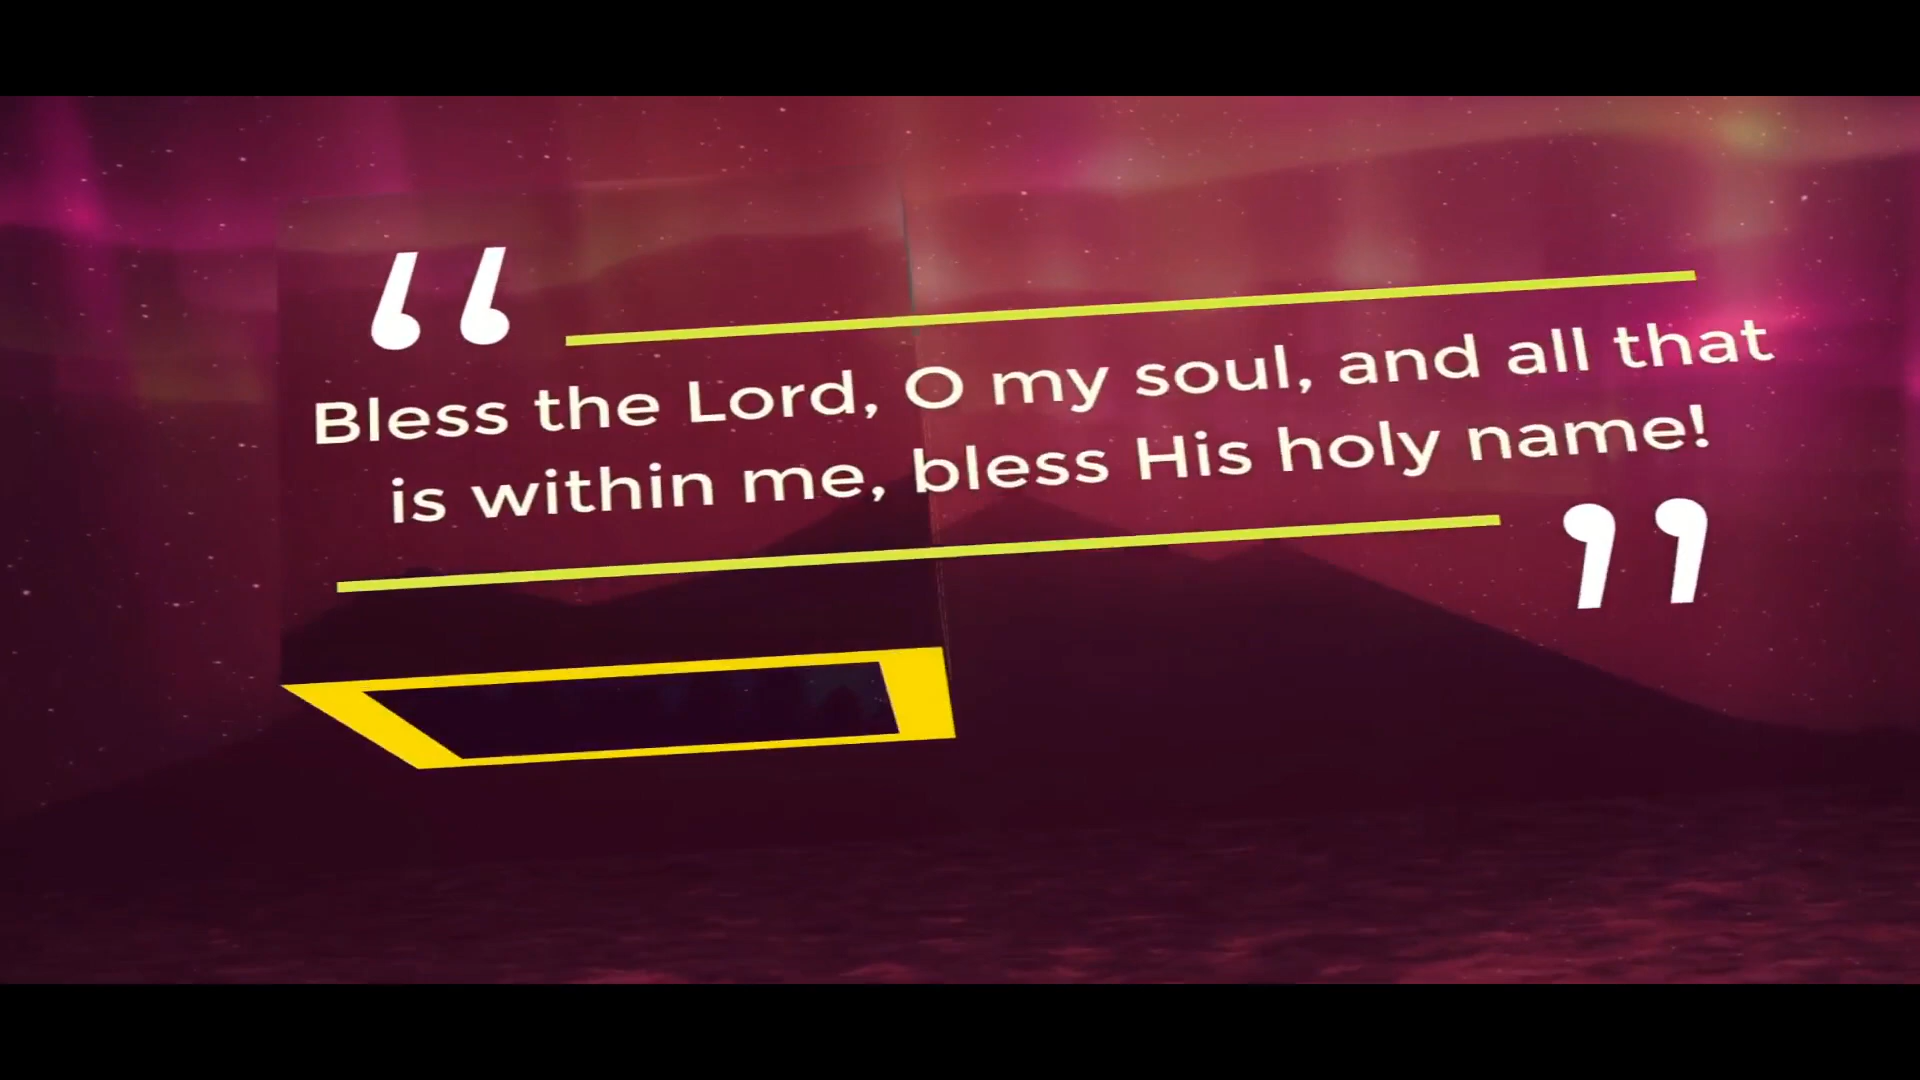 “
Bless the Lord, O my soul, and all that
is within me, bless His holy name!
”